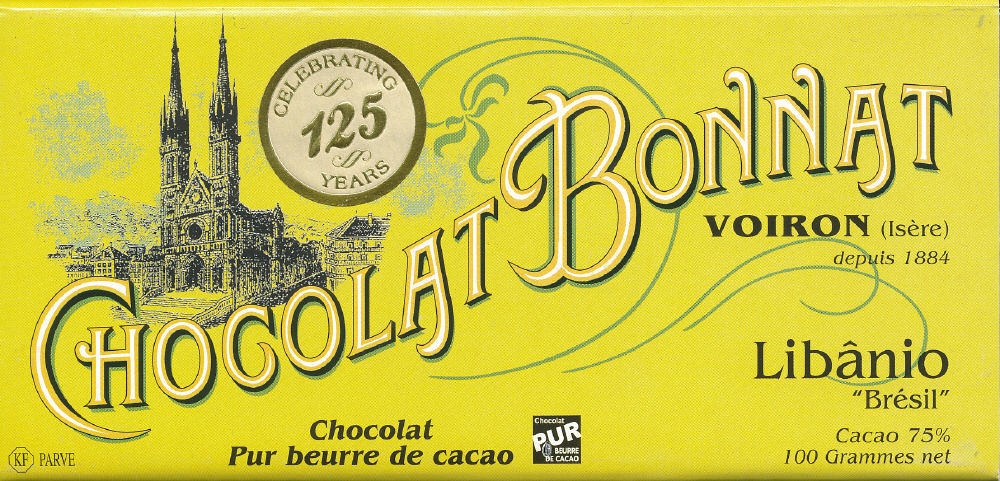 CELEBRATING
125
YEARS
CHOCOLAT BONNAT
VOIRON (Isère)
depuis 1884
Libânio
"Brésil"
Cacao 75%
100 Grammes net
Chocolat
Pur beurre de cacao
Chocolat
PUR
BEURRE
DE CACAO
KF PARVE